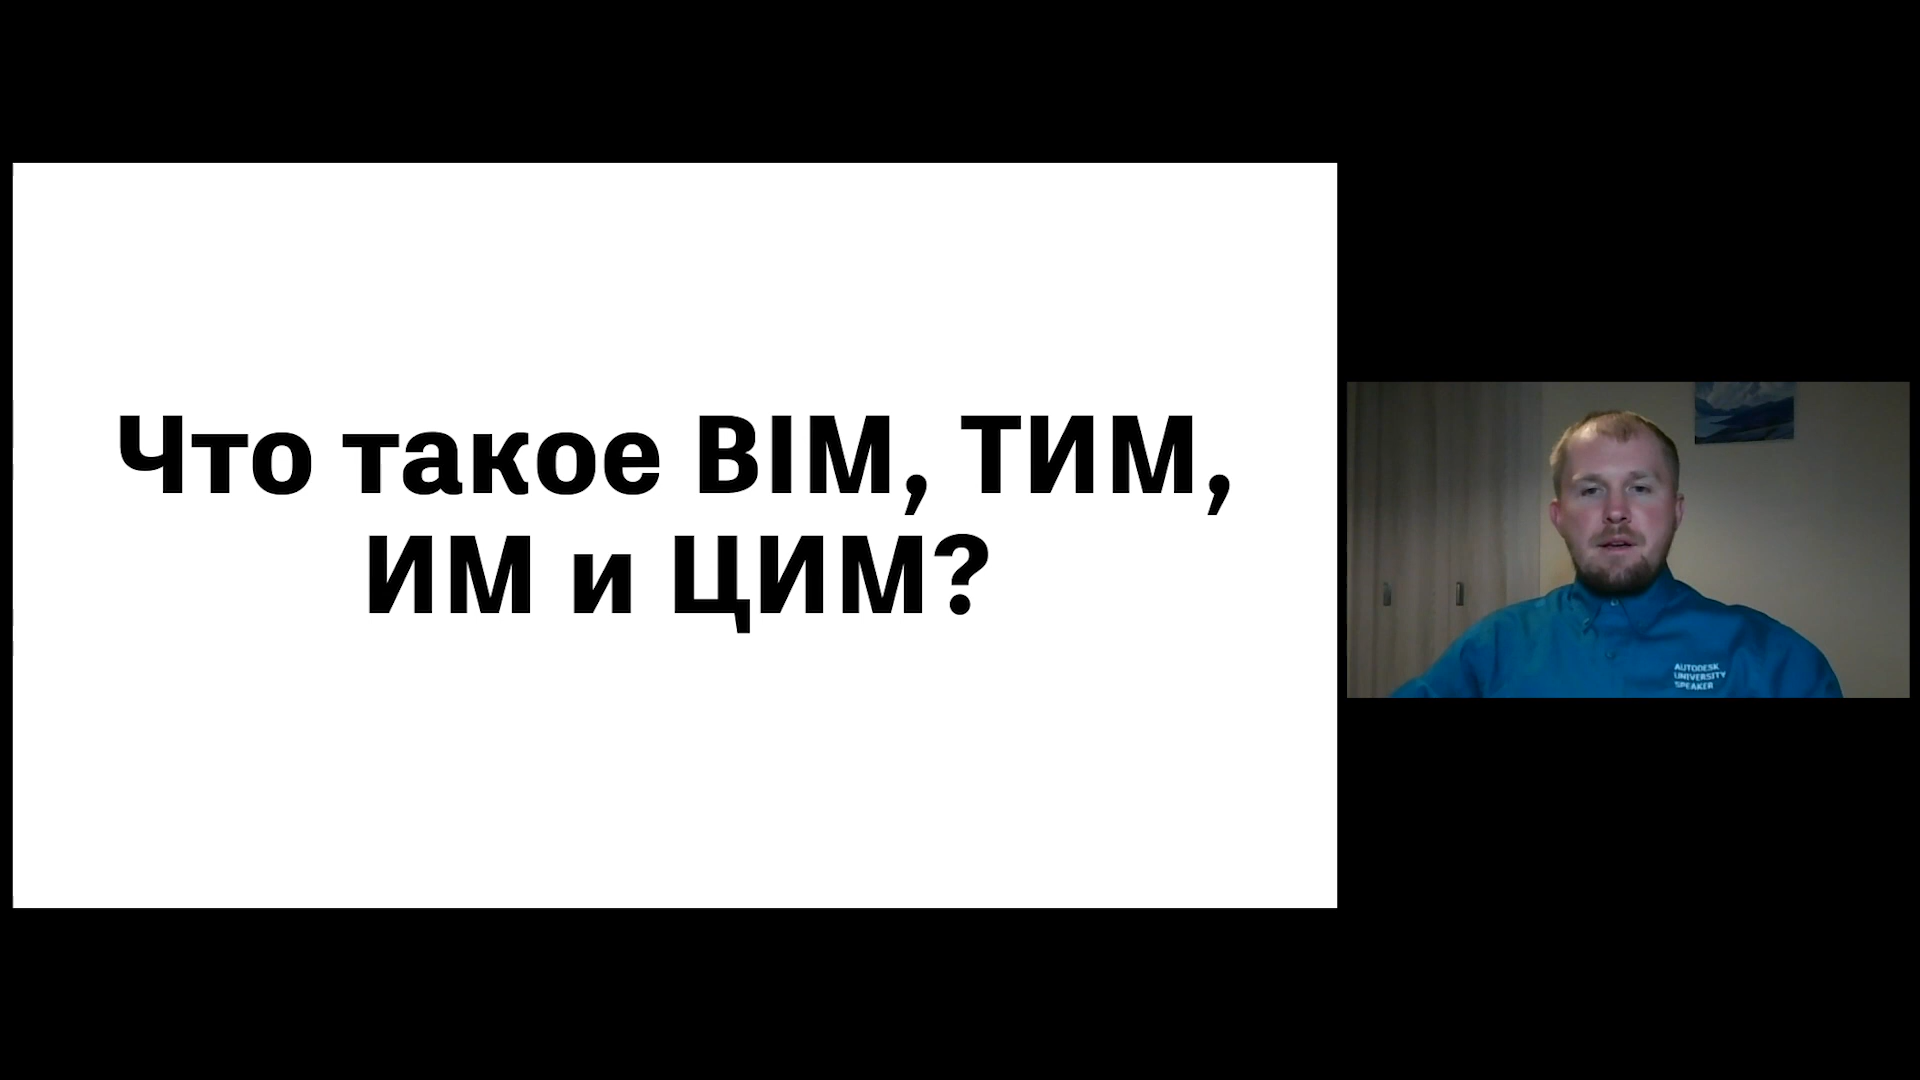 Что такое BIM, ТИМ,
ИМ и ЦИМ?
AUTODESK
UNIVERSITY
SPEAKER